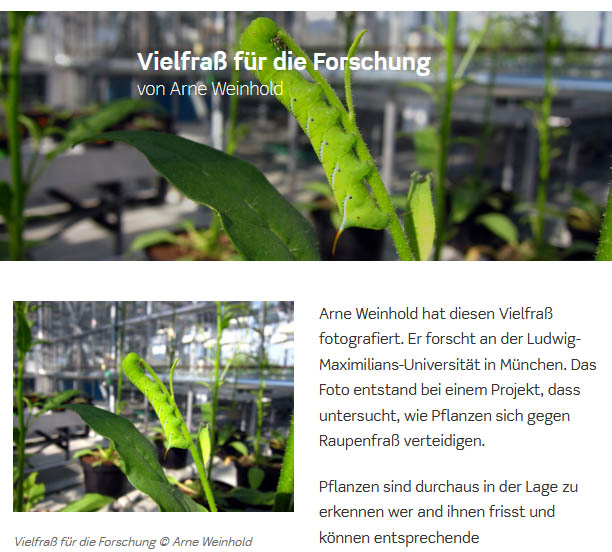 Vielfraß für die Forschung
von Arne Weinhold
Arne Weinhold hat diesen Vielfraß
fotografiert. Er forscht an der Ludwig-
Maximilians-Universität in München. Das
Foto entstand bei einem Projekt, dass
untersucht, wie Pflanzen sich gegen
Raupenfraß verteidigen.
Pflanzen sind durchaus in der Lage zu
erkennen wer and ihnen frisst und
können entsprechende
Vielfraß für die Forschung © Arne Weinhold